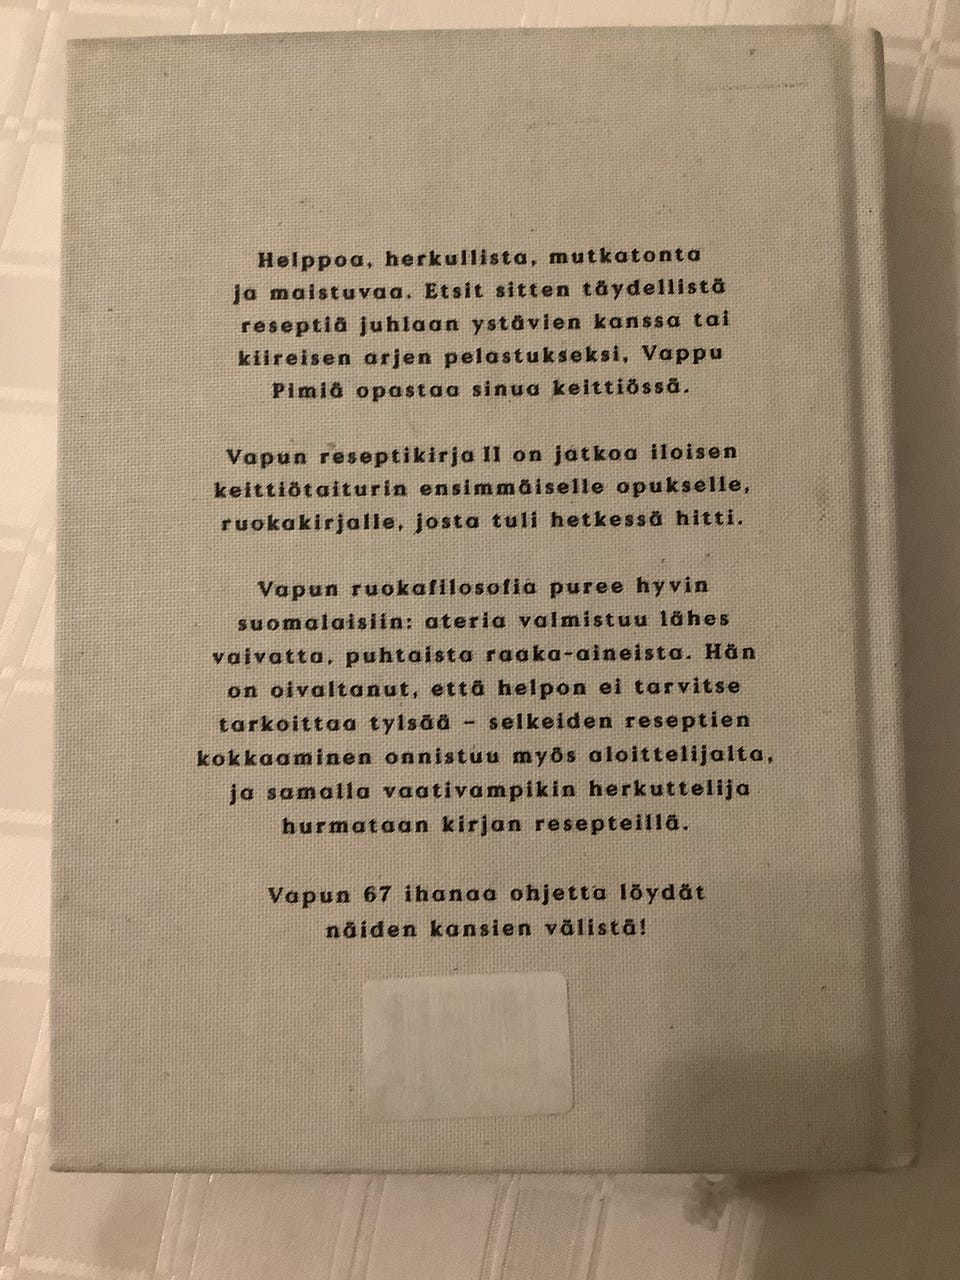 Helppoa, herkullista, mutkatonta
ja maistuvaa. Etsit sitten täydellistä
reseptiä juhlaan ystävien kanssa tai
kiireisen arjen pelastukseksi, Vappu
Pimiä opastaa sinua keittiössä.
Vapun reseptikirja II on jatkoa iloisen
keittiötaiturin ensimmäiselle opukselle,
ruokakirjalle, josta tuli hetkessä hitti.
Vapun ruokafilosofia puree hyvin
suomalaisiin: ateria valmistuu lähes
vaivatta, puhtaista raaka-aineista. Hän
on oivaltanut, että helpon ei tarvitse
tarkoittaa tylsää – selkeiden reseptien
kokkaaminen onnistuu myös aloittelijalta,
ja samalla vaativampikin herkuttelija
hurmataan kirjan resepteillä.
Vapun 67 ihanaa ohjetta löydät
näiden kansien välistä!